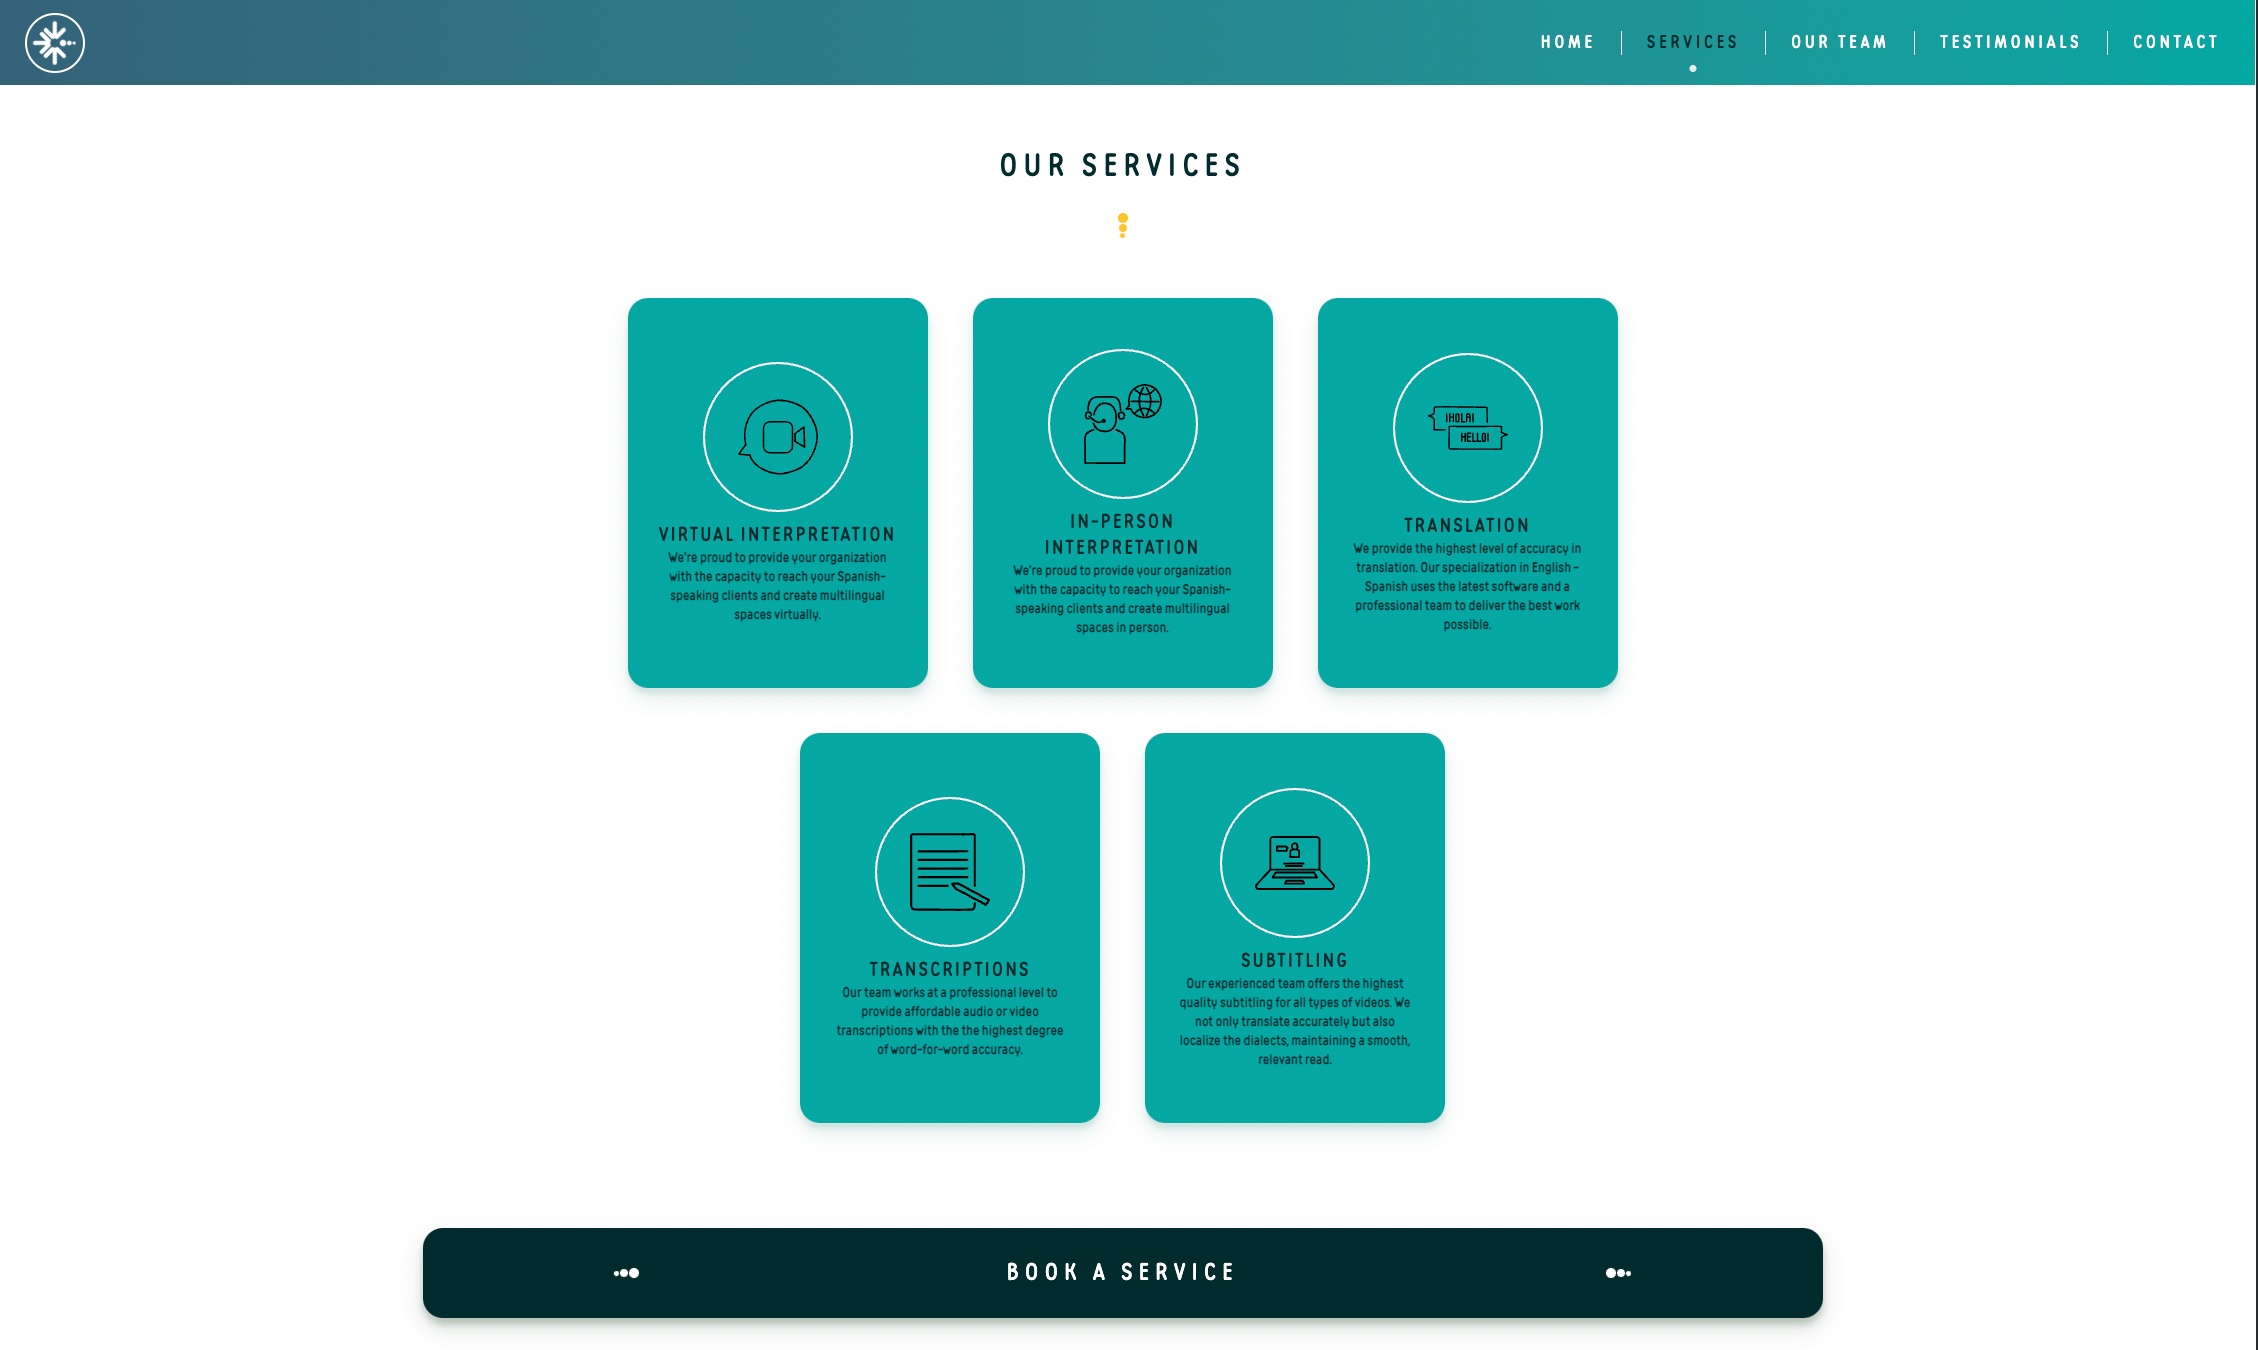 HOME
SERVICES
OUR TEAM
TESTIMONIALS
CONTACT
OUR SERVICES
VIRTUAL INTERPRETATION
We're proud to provide your organization
with the capacity to reach your Spanish-
speaking clients and create multilingual
spaces virtually.
IN-PERSON
INTERPRETATION
We're proud to provide your organization
with the capacity to reach your Spanish-
speaking clients and create multilingual
spaces in person.
¡HOLA!
HELLO!
TRANSLATION
We provide the highest level of accuracy in
translation. Our specialization in English -
Spanish uses the latest software and a
professional team to deliver the best work
possible.
TRANSCRIPTIONS
Our team works at a professional level to
provide affordable audio or video
transcriptions with the the highest degree
of word-for-word accuracy.
SUBTITLING
Our experienced team offers the highest
quality subtitling for all types of videos. We
not only translate accurately but also
localize the dialects, maintaining a smooth,
relevant read.
BOOK A SERVICE